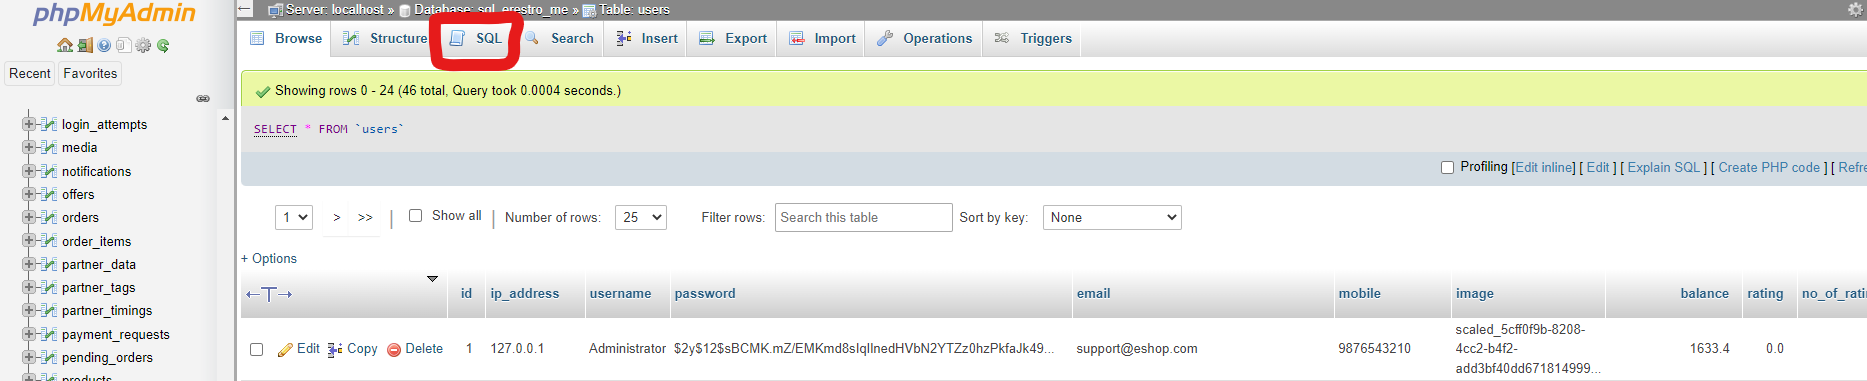 phpMyAdmin
Recent Favorites
login_attempts
media
notifications
offers
orders
order_items
partner_data
partner_tags
partner_timings
payment_requests
pending_orders
products
Server: localhost » Database: sql_erestro_me » Table: users
Browse Structure SQL Search Insert Export Import Operations Triggers
Showing rows 0 - 24 (46 total, Query took 0.0004 seconds.)
SELECT * FROM `users`
Profiling [Edit inline] [ Edit ] [ Explain SQL ] [ Create PHP code ] [ Refre
1 > >> | Show all | Number of rows: 25 Filter rows: Search this table Sort by key: None
+ Options
←T→ id ip_address username password email mobile image balance rating no_of_ratin
Edit Copy Delete 1 127.0.0.1 Administrator $2y$12$sBCMK.mZ/EMKmd8sIqIlnedHVbN2YTZz0hzPkfaJk49... support@eshop.com 9876543210 scaled_5cff0f9b-8208-
4cc2-b4f2-
add3bf40dd671814999... 1633.4 0.0